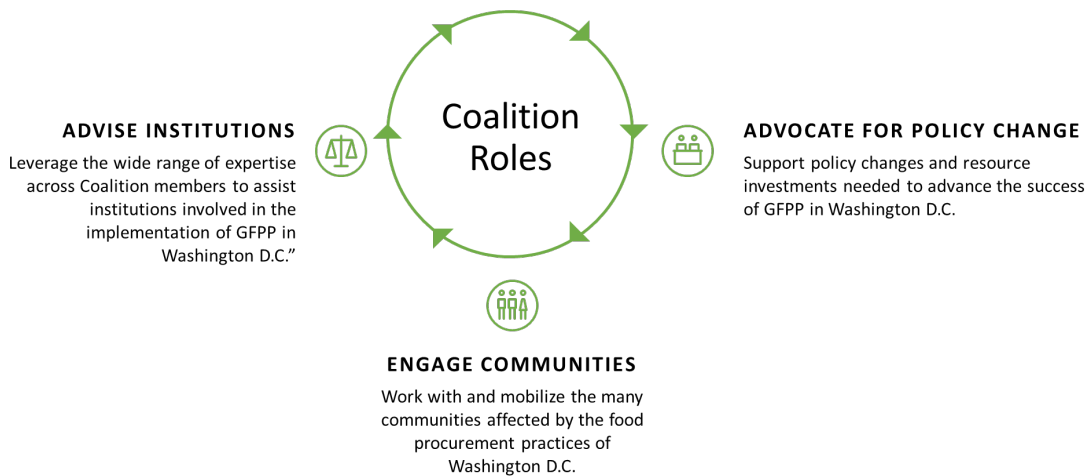 Coalition
Roles
ADVISE INSTITUTIONS
Leverage the wide range of expertise
across Coalition members to assist
institutions involved in the
implementation of GFPP in
Washington D.C.”
ADVOCATE FOR POLICY CHANGE
Support policy changes and resource
investments needed to advance the success
of GFPP in Washington D.C.
ENGAGE COMMUNITIES
Work with and mobilize the many
communities affected by the food
procurement practices of
Washington D.C.